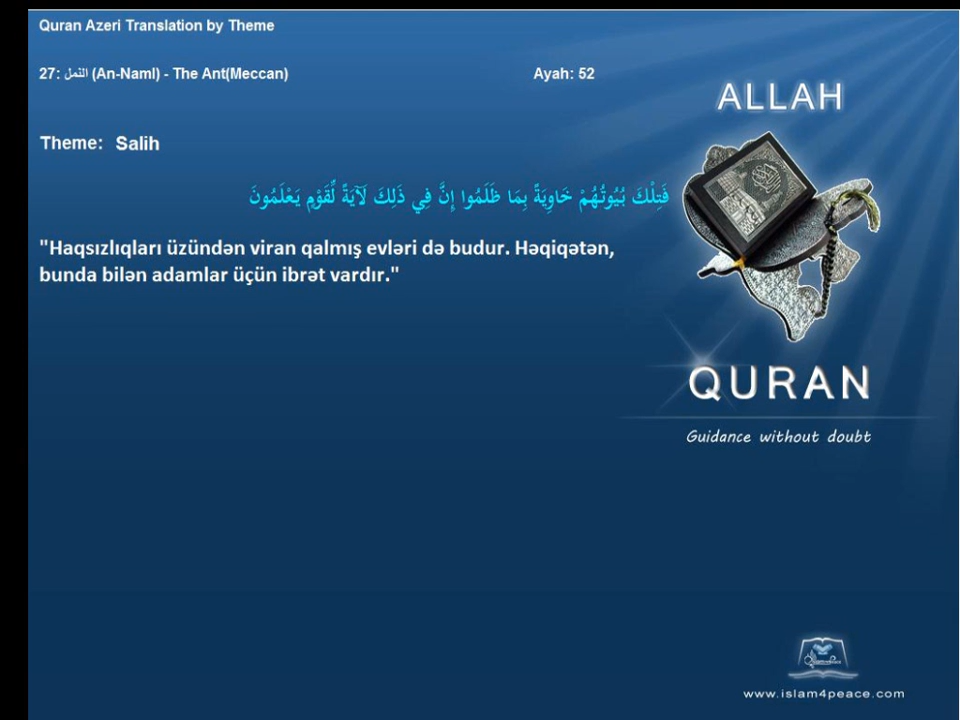 Quran Azeri Translation by Theme
27: النمل (An-Naml) - The Ant(Meccan)
Ayah: 52
ALLAH
Theme: Salih
فَتِلْكَ بُيُوتُهُمْ خَاوِيَةً بِمَا ظَلَمُوا إِنَّ فِي ذَلِكَ لَآيَةً لِّقَوْمٍ يَعْلَمُونَ
"Haqsızlıqları üzündən viran qalmış evləri də budur. Həqiqətən,
bunda bilən adamlar üçün ibrət vardır."
QURAN
Guidance without doubt
www.islam4peace.com